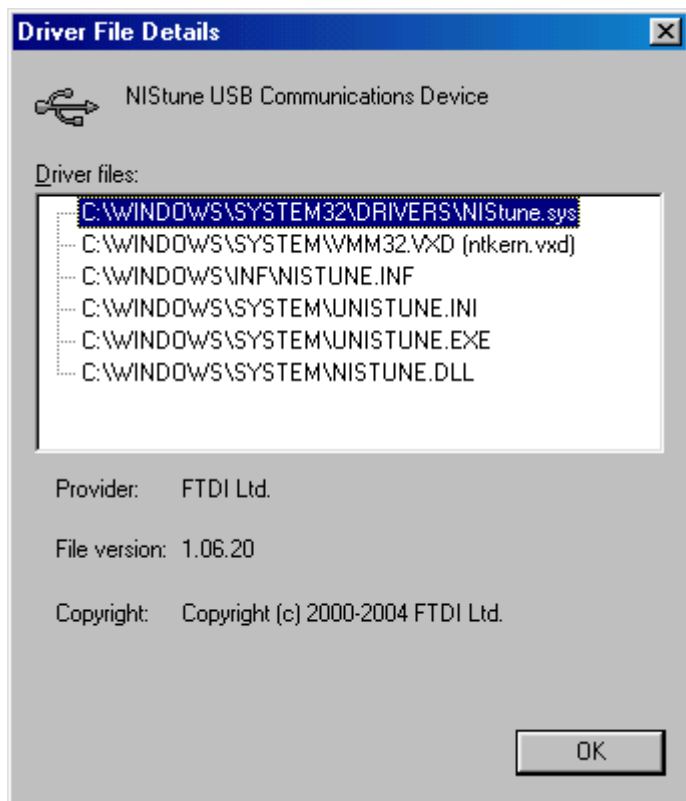 Driver File Details
NIStune USB Communications Device
Driver files:
C:\WINDOWS\SYSTEM32\DRIVERS\NIStune.sys
C:\WINDOWS\SYSTEM\VMM32.VXD (ntkern.vxd)
C:\WINDOWS\INF\NISTUNE.INF
C:\WINDOWS\SYSTEM\UNISTUNE.INI
C:\WINDOWS\SYSTEM\UNISTUNE.EXE
C:\WINDOWS\SYSTEM\NISTUNE.DLL
Provider: FTDI Ltd.
File version: 1.06.20
Copyright: Copyright (c) 2000-2004 FTDI Ltd.
OK